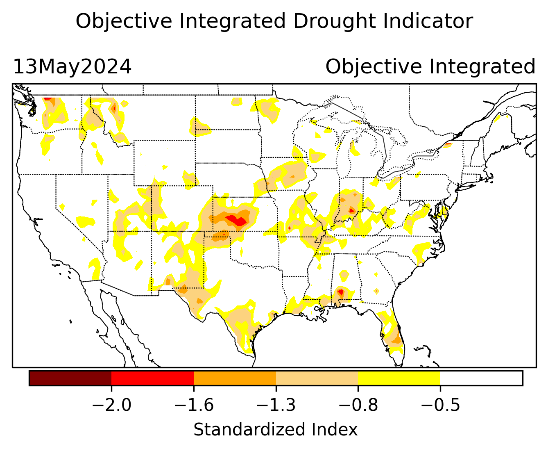 Objective Integrated Drought Indicator
13May2024 Objective Integrated
−2.0 −1.6 −1.3 −0.8 −0.5
Standardized Index